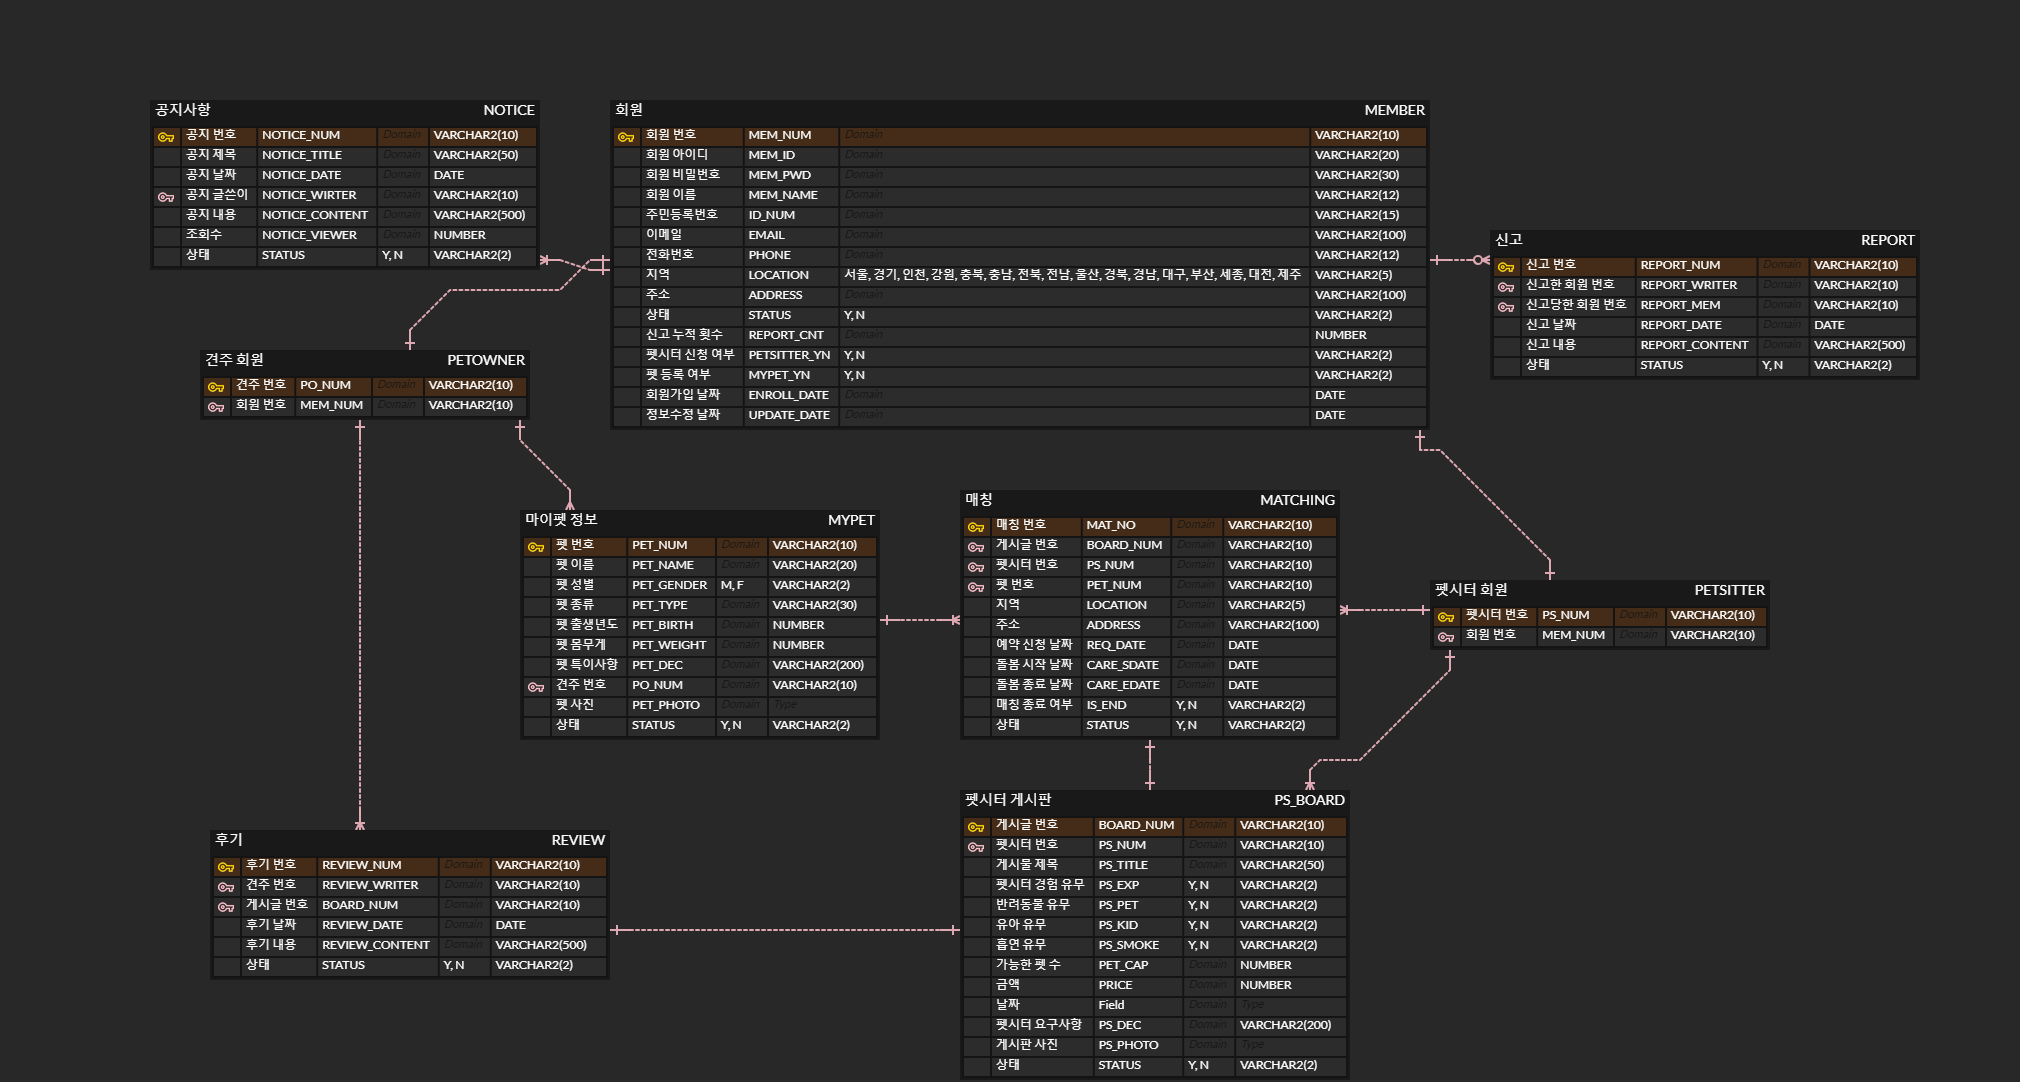 공지사항 NOTICE
공지 번호 NOTICE_NUM Domain VARCHAR2(10)
공지 제목 NOTICE_TITLE Domain VARCHAR2(50)
공지 날짜 NOTICE_DATE Domain DATE
공지 글쓴이 NOTICE_WIRTER Domain VARCHAR2(10)
공지 내용 NOTICE_CONTENT Domain VARCHAR2(500)
조회수 NOTICE_VIEWER Domain NUMBER
상태 STATUS Y, N VARCHAR2(2)
회원 MEMBER
회원 번호 MEM_NUM Domain VARCHAR2(10)
회원 아이디 MEM_ID Domain VARCHAR2(20)
회원 비밀번호 MEM_PWD Domain VARCHAR2(30)
회원 이름 MEM_NAME Domain VARCHAR2(12)
주민등록번호 ID_NUM Domain VARCHAR2(15)
이메일 EMAIL Domain VARCHAR2(100)
전화번호 PHONE Domain VARCHAR2(12)
지역 LOCATION 서울, 경기, 인천, 강원, 충북, 충남, 전북, 전남, 울산, 경북, 경남, 대구, 부산, 세종, 대전, 제주 VARCHAR2(5)
주소 ADDRESS Domain VARCHAR2(100)
상태 STATUS Y, N VARCHAR2(2)
신고 누적 횟수 REPORT_CNT Domain NUMBER
펫시터 신청 여부 PETSITTER_YN Y, N VARCHAR2(2)
펫 등록 여부 MYPET_YN Y, N VARCHAR2(2)
회원가입 날짜 ENROLL_DATE Domain DATE
정보수정 날짜 UPDATE_DATE Domain DATE
신고 REPORT
신고 번호 REPORT_NUM Domain VARCHAR2(10)
신고한 회원 번호 REPORT_WRITER Domain VARCHAR2(10)
신고당한 회원 번호 REPORT_MEM Domain VARCHAR2(10)
신고 날짜 REPORT_DATE Domain DATE
신고 내용 REPORT_CONTENT Domain VARCHAR2(500)
상태 STATUS Y, N VARCHAR2(2)
견주 회원 PETOWNER
견주 번호 PO_NUM Domain VARCHAR2(10)
회원 번호 MEM_NUM Domain VARCHAR2(10)
마이펫 정보 MYPET
펫 번호 PET_NUM Domain VARCHAR2(10)
펫 이름 PET_NAME Domain VARCHAR2(20)
펫 성별 PET_GENDER M, F VARCHAR2(2)
펫 종류 PET_TYPE Domain VARCHAR2(30)
펫 출생년도 PET_BIRTH Domain NUMBER
펫 몸무게 PET_WEIGHT Domain NUMBER
펫 특이사항 PET_DEC Domain VARCHAR2(200)
견주 번호 PO_NUM Domain VARCHAR2(10)
펫 사진 PET_PHOTO Domain Type
상태 STATUS Y, N VARCHAR2(2)
매칭 MATCHING
매칭 번호 MAT_NO Domain VARCHAR2(10)
게시글 번호 BOARD_NUM Domain VARCHAR2(10)
펫시터 번호 PS_NUM Domain VARCHAR2(10)
펫 번호 PET_NUM Domain VARCHAR2(10)
지역 LOCATION Domain VARCHAR2(5)
주소 ADDRESS Domain VARCHAR2(100)
예약 신청 날짜 REQ_DATE Domain DATE
돌봄 시작 날짜 CARE_SDATE Domain DATE
돌봄 종료 날짜 CARE_EDATE Domain DATE
매칭 종료 여부 IS_END Y, N VARCHAR2(2)
상태 STATUS Y, N VARCHAR2(2)
펫시터 회원 PETSITTER
펫시터 번호 PS_NUM Domain VARCHAR2(10)
회원 번호 MEM_NUM Domain VARCHAR2(10)
후기 REVIEW
후기 번호 REVIEW_NUM Domain VARCHAR2(10)
견주 번호 REVIEW_WRITER Domain VARCHAR2(10)
게시글 번호 BOARD_NUM Domain VARCHAR2(10)
후기 날짜 REVIEW_DATE Domain DATE
후기 내용 REVIEW_CONTENT Domain VARCHAR2(500)
상태 STATUS Y, N VARCHAR2(2)
펫시터 게시판 PS_BOARD
게시글 번호 BOARD_NUM Domain VARCHAR2(10)
펫시터 번호 PS_NUM Domain VARCHAR2(10)
게시물 제목 PS_TITLE Domain VARCHAR2(50)
펫시터 경험 유무 PS_EXP Y, N VARCHAR2(2)
반려동물 유무 PS_PET Y, N VARCHAR2(2)
유아 유무 PS_KID Y, N VARCHAR2(2)
흡연 유무 PS_SMOKE Y, N VARCHAR2(2)
가능한 펫 수 PET_CAP Domain NUMBER
금액 PRICE Domain NUMBER
날짜 Field Domain Type
펫시터 요구사항 PS_DEC Domain VARCHAR2(200)
게시판 사진 PS_PHOTO Domain Type
상태 STATUS Y, N VARCHAR2(2)